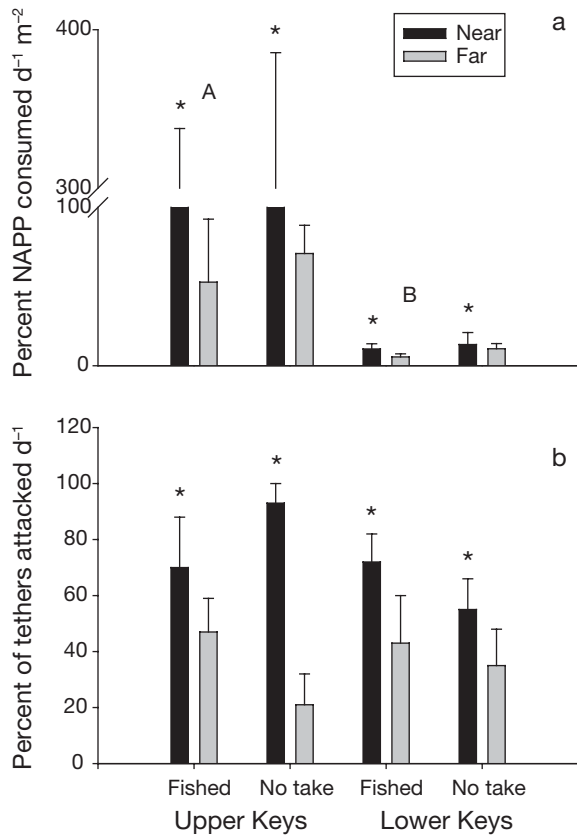 a
400
300
100
0
Percent NAPP consumed d⁻¹ m⁻²
Near
Far
*
A
*
*
B
*
b
120
100
80
60
40
20
0
Percent of tethers attacked d⁻¹
*
*
*
*
Fished
No take
Fished
No take
Upper Keys
Lower Keys